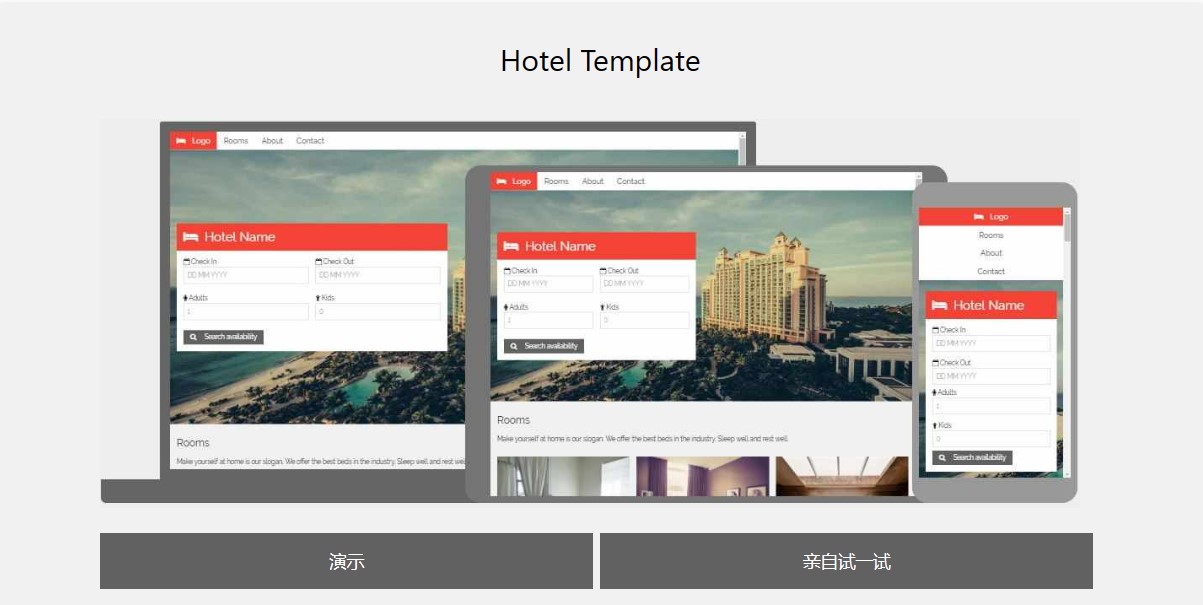 Hotel Template
Logo Rooms About Contact
Hotel Name
Check In Check Out
DD MM YYYY DD MM YYYY
Adults Kids
1 0
Search availability
Rooms
Make yourself at home is our slogan. We offer the best beds in the industry. Sleep well and rest wel
Logo Rooms About Contact
Hotel Name
Check In Check Out
DD MM YYYY DD MM YYYY
Adults Kids
1 0
Search availability
Rooms
Make yourself at home is our slogan. We offer the best beds in the industry. Sleep well and rest well.
Logo
Rooms
About
Contact
Hotel Name
Check In
DD MM YYYY
Check Out
DD MM YYYY
Adults
1
Kids
0
Search availability
演示 亲自试一试